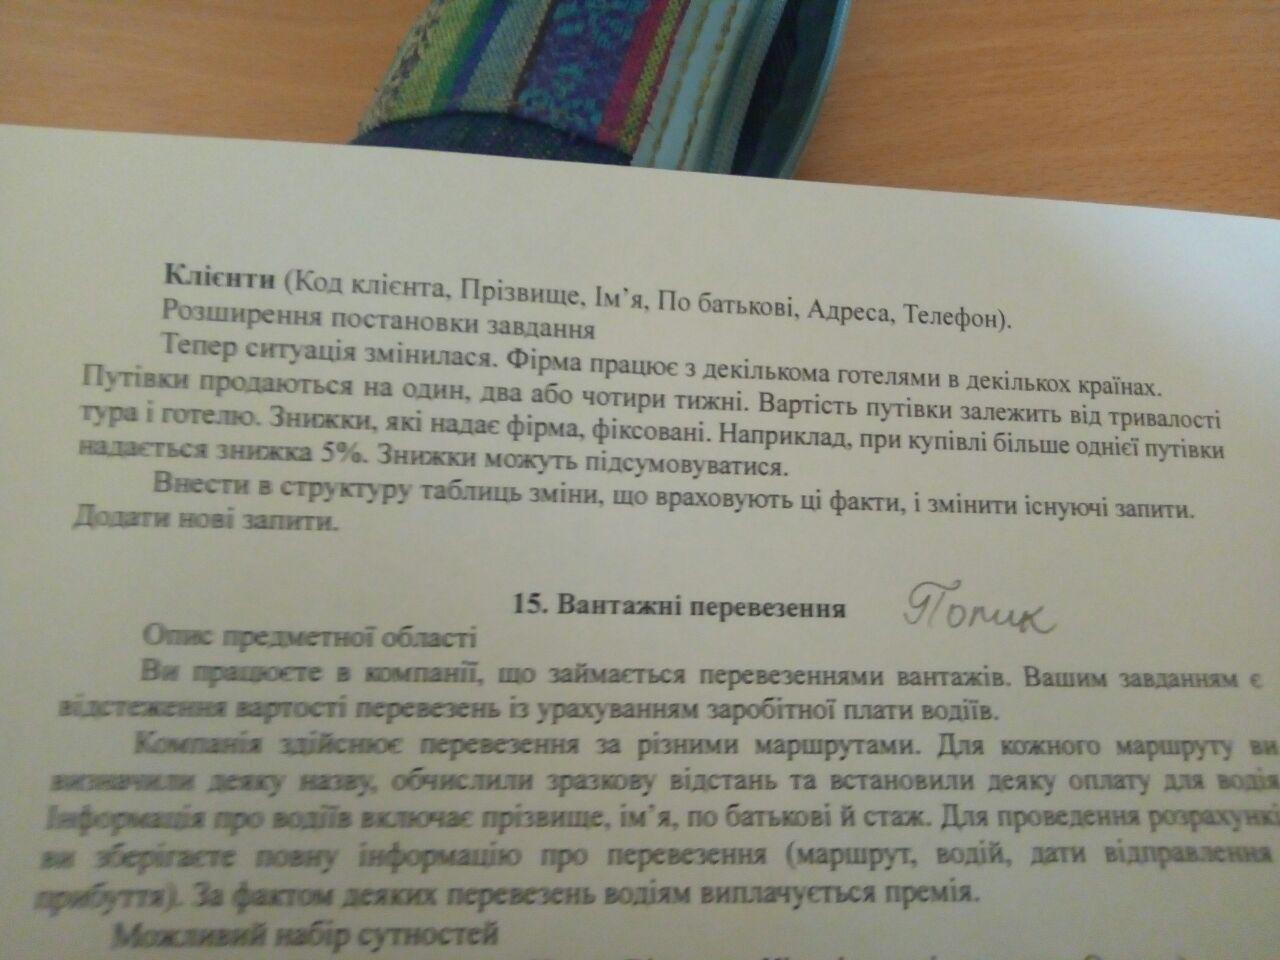 Клієнти (Код клієнта, Прізвище, Ім’я, По батькові, Адреса, Телефон).
Розширення постановки завдання
Тепер ситуація змінилася. Фірма працює з декількома готелями в декількох країнах.
Путівки продаються на один, два або чотири тижні. Вартість путівки залежить від тривалості
тура і готелю. Знижки, які надає фірма, фіксовані. Наприклад, при купівлі більше однієї путівки
надається знижка 5%. Знижки можуть підсумовуватися.
Внести в структуру таблиць зміни, що враховують ці факти, і змінити існуючі запити.
Додати нові запити.
15. Вантажні перевезення Попик
Опис предметної області
Ви працюєте в компанії, що займається перевезеннями вантажів. Вашим завданням є
відстеження вартості перевезень із урахуванням заробітної плати водіїв.
Компанія здійснює перевезення за різними маршрутами. Для кожного маршруту ви
визначили деяку назву, обчислили зразкову відстань та встановили деяку оплату для водія
Інформація про водіїв включає прізвище, ім’я, по батькові й стаж. Для проведення розрахункі
ви зберігаєте повну інформацію про перевезення (маршрут, водій, дати відправлення
прибуття). За фактом деяких перевезень водіям виплачується премія.
Можливий набір сутностей